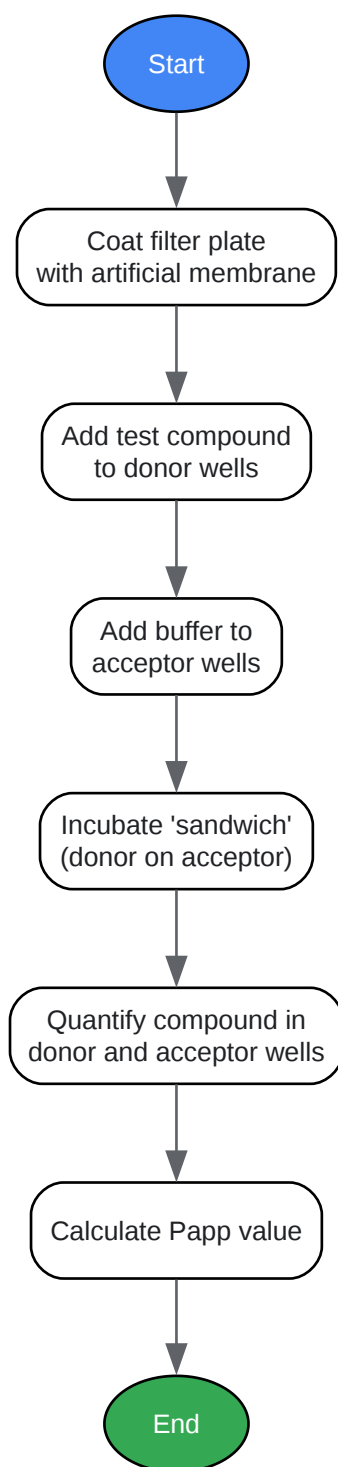 Start
Coat filter plate
with artificial membrane
Add test compound
to donor wells
Add buffer to
acceptor wells
Incubate 'sandwich'
(donor on acceptor)
Quantify compound in
donor and acceptor wells
Calculate Papp value
End